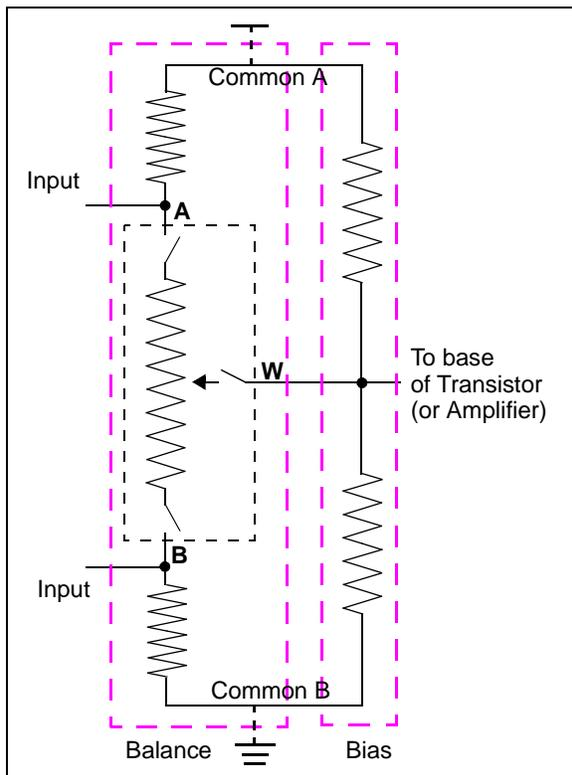 Common A
Input
A
W
To base
of Transistor
(or Amplifier)
B
Input
Common B
Balance
Bias